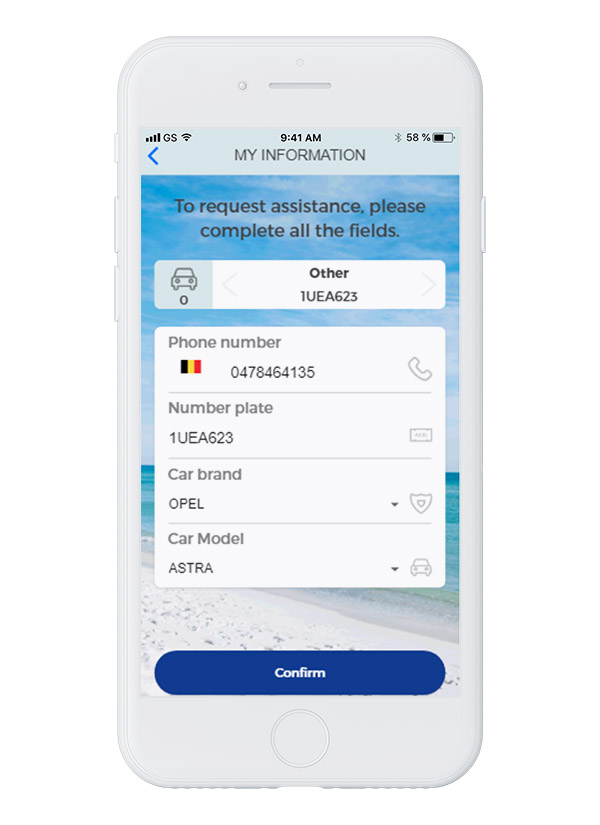 GS 9:41 AM 58 %
MY INFORMATION
To request assistance, please
complete all the fields.
Other
0 1UEA623
Phone number
0478464135
Number plate
1UEA623
Car brand
OPEL
Car Model
ASTRA
Confirm